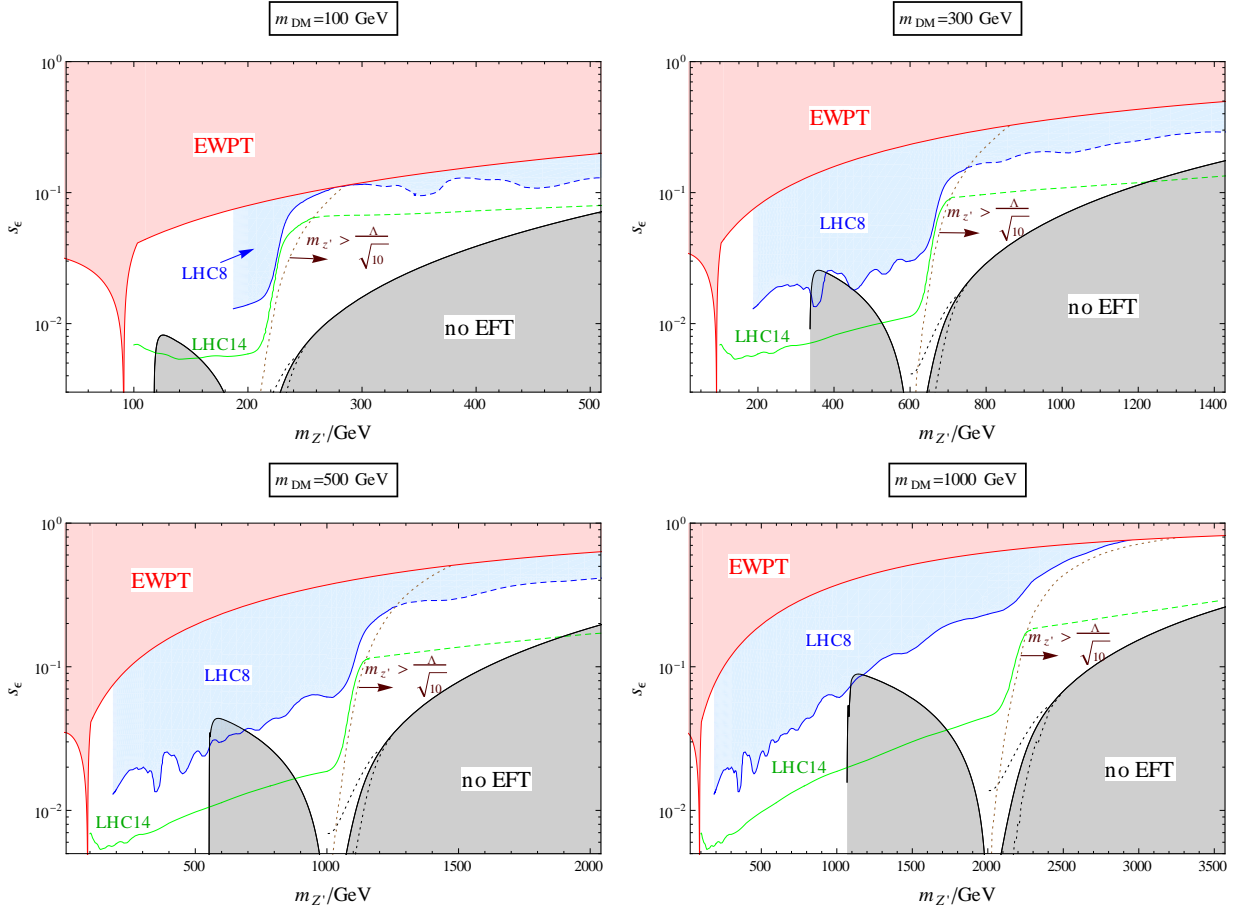 m DM=100 GeV
10^0
10^-1
10^-2
s_ϵ
EWPT
LHC8
LHC14
m_z' > Λ/√10
no EFT
100 200 300 400 500
m_Z'/GeV
m DM=300 GeV
10^0
10^-1
10^-2
s_ϵ
EWPT
LHC8
LHC14
m_z' > Λ/√10
no EFT
200 400 600 800 1000 1200 1400
m_Z'/GeV
m DM=500 GeV
10^0
10^-1
10^-2
s_ϵ
EWPT
LHC8
LHC14
m_z' > Λ/√10
no EFT
500 1000 1500 2000
m_Z'/GeV
m DM=1000 GeV
10^0
10^-1
10^-2
s_ϵ
EWPT
LHC8
LHC14
m_z' > Λ/√10
no EFT
500 1000 1500 2000 2500 3000 3500
m_Z'/GeV